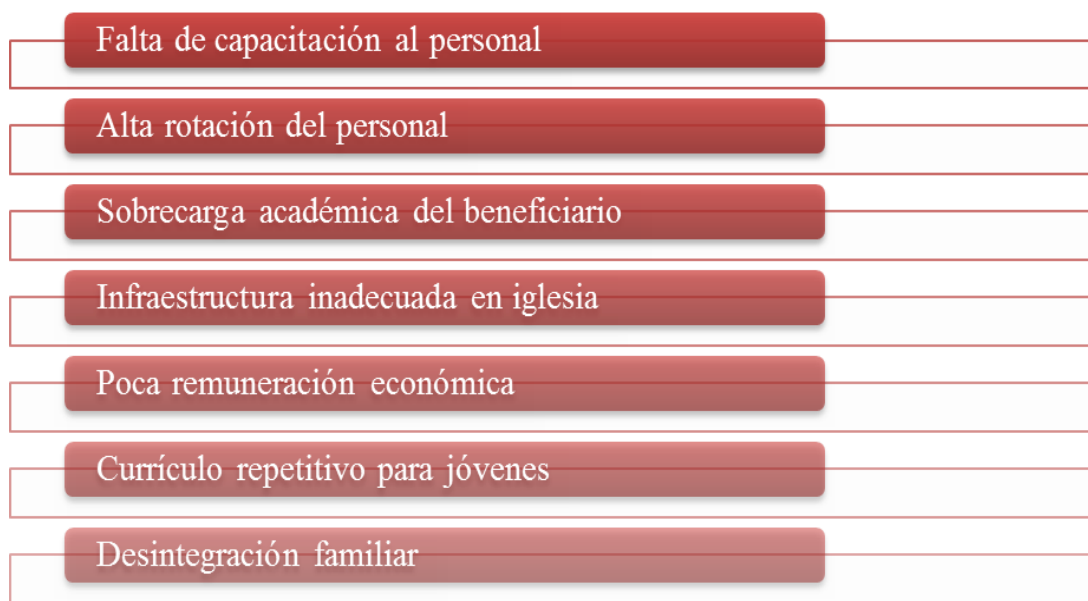 Falta de capacitación al personal
Alta rotación del personal
Sobrecarga académica del beneficiario
Infraestructura inadecuada en iglesia
Poca remuneración económica
Currículo repetitivo para jóvenes
Desintegración familiar